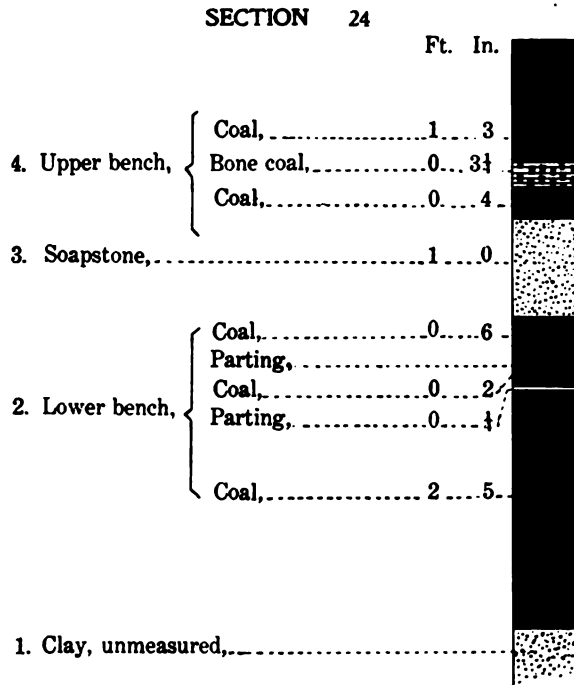 SECTION 24
Ft. In.
4. Upper bench,
Coal, 1 3
Bone coal, 0 3¼
Coal, 0 4
3. Soapstone, 1 0
2. Lower bench,
Coal, 0 6
Parting,
Coal, 0 2
Parting, 0 ¼
Coal, 2 5
1. Clay, unmeasured,